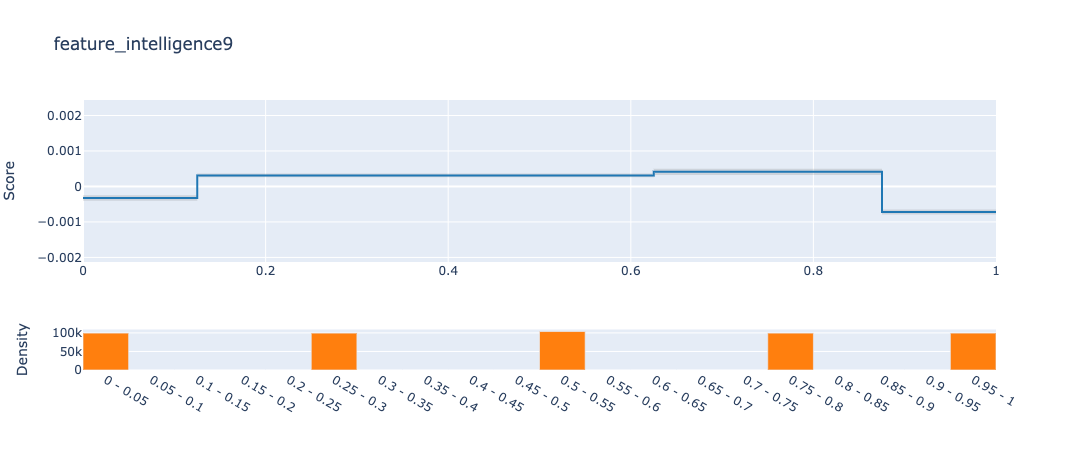 feature_intelligence9
Score
0.002
0.001
0
−0.001
−0.002
0 0.2 0.4 0.6 0.8 1
Density
100k
50k
0
0 - 0.05 0.05 - 0.1 0.1 - 0.15 0.15 - 0.2 0.2 - 0.25 0.25 - 0.3 0.3 - 0.35 0.35 - 0.4 0.4 - 0.45 0.45 - 0.5 0.5 - 0.55 0.55 - 0.6 0.6 - 0.65 0.65 - 0.7 0.7 - 0.75 0.75 - 0.8 0.8 - 0.85 0.85 - 0.9 0.9 - 0.95 0.95 - 1